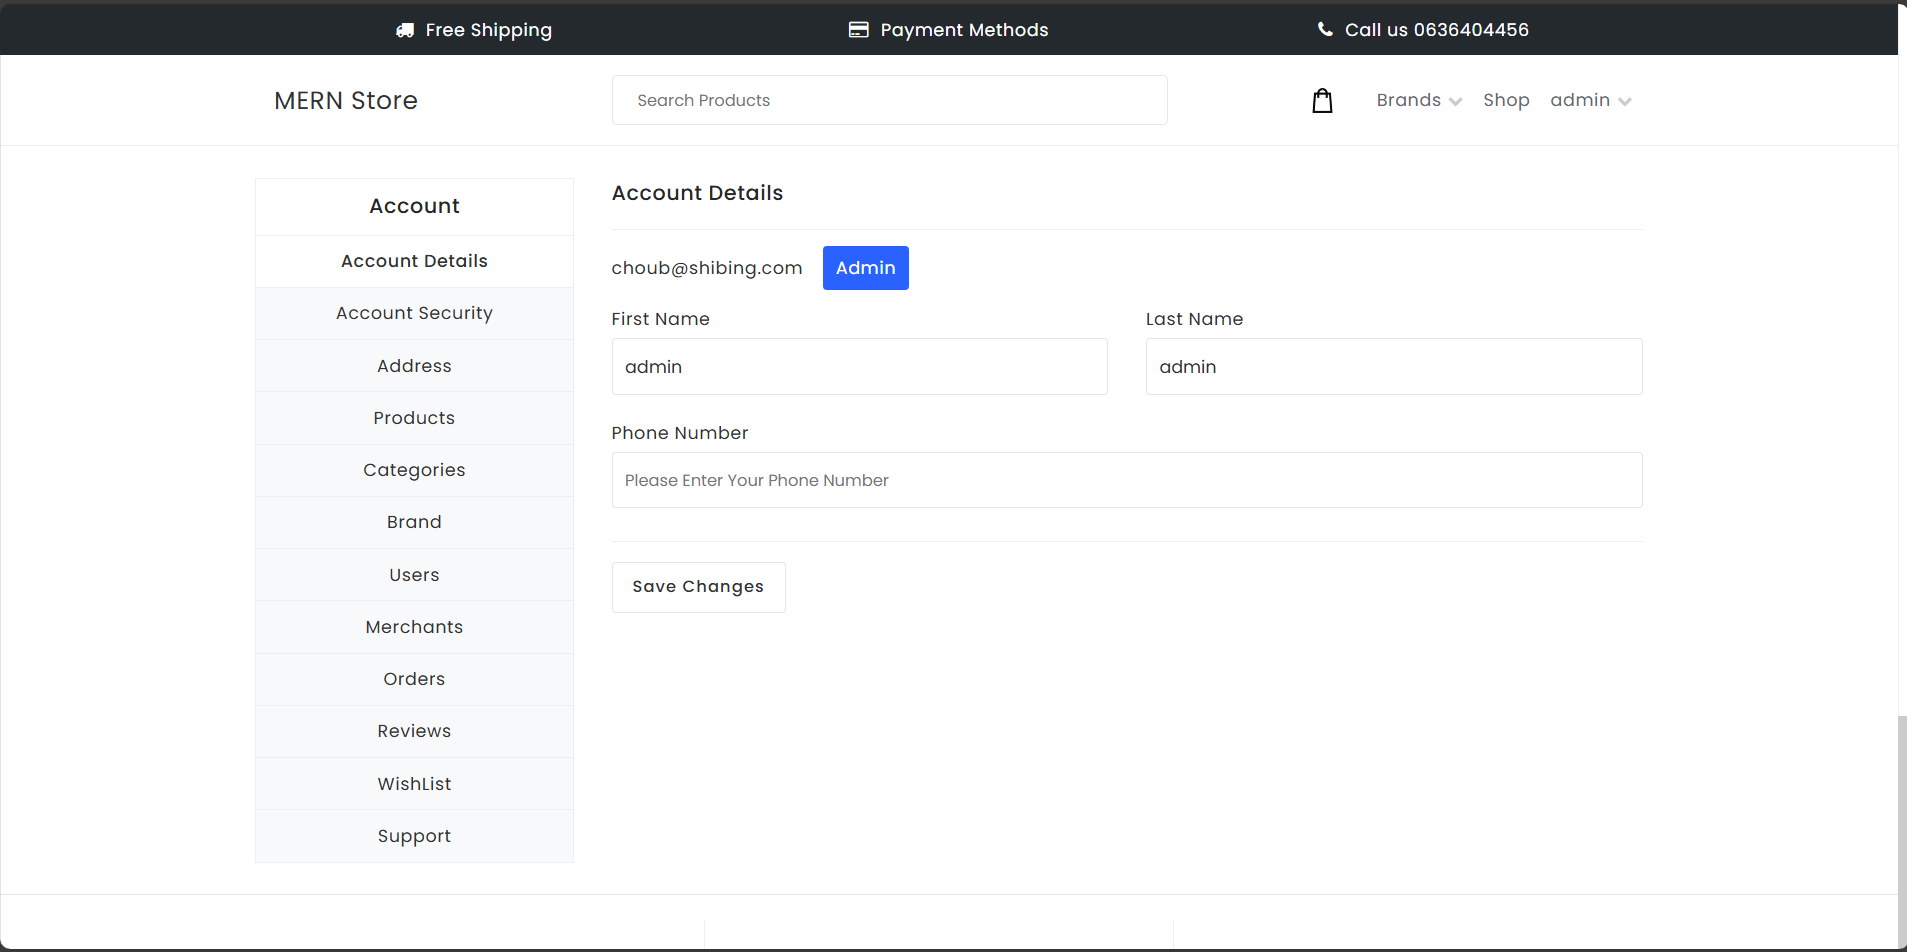 Free Shipping
Payment Methods
Call us 0636404456
MERN Store
Search Products
Brands
Shop
admin
Account
Account Details
Account Security
Address
Products
Categories
Brand
Users
Merchants
Orders
Reviews
WishList
Support
Account Details
choub@shibing.com
Admin
First Name
Last Name
admin
admin
Phone Number
Please Enter Your Phone Number
Save Changes